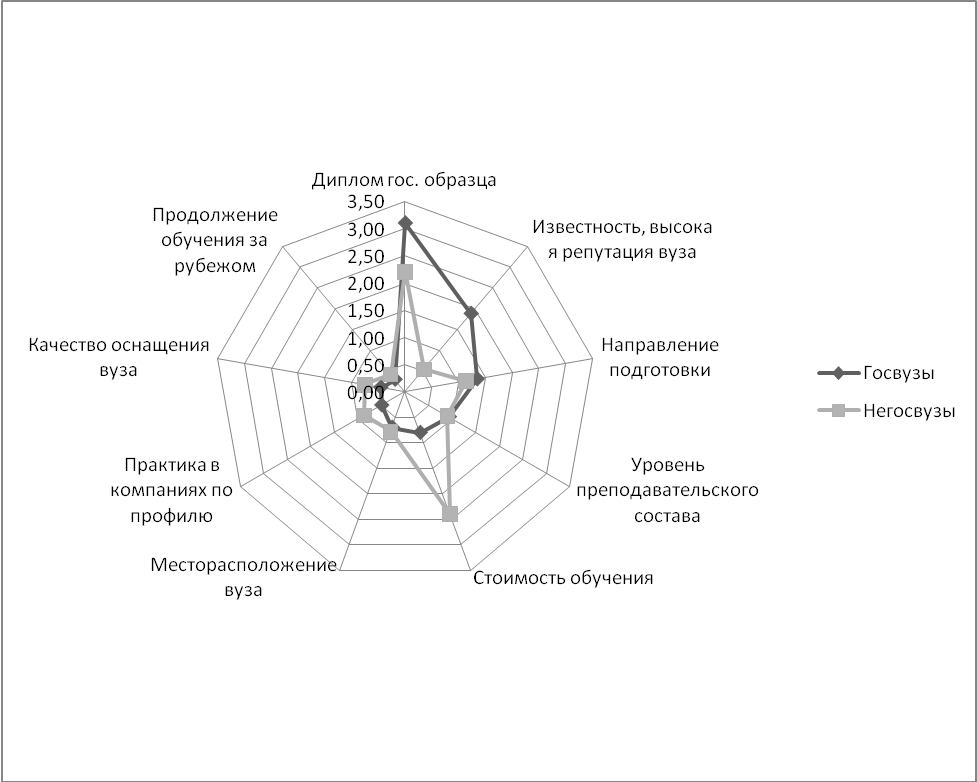 Диплом гос. образца
3,50
3,00
2,50
2,00
1,50
1,00
0,50
0,00
Известность, высока
я репутация вуза
Направление
подготовки
Уровень
преподавательского
состава
Стоимость обучения
Месторасположение
вуза
Практика в
компаниях по
профилю
Качество оснащения
вуза
Продолжение
обучения за
рубежом
Госвузы
Негосвузы